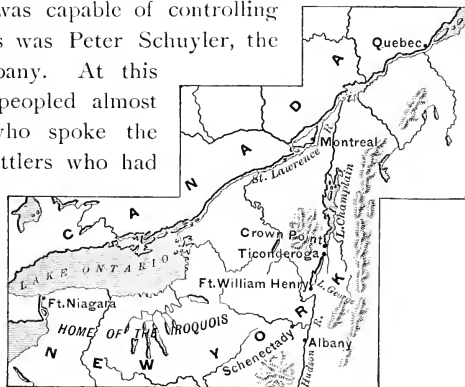 was capable of controlling
s was Peter Schuyler, the
pany. At this
peopled almost
who spoke the
ttlers who had
Quebec
CANADA
Montreal
St. Lawrence R.
L. Champlain
Crown Point
Ticonderoga
LAKE ONTARIO
Ft. William Henry
L. George
Ft. Niagara
HOME OF THE IROQUOIS
NEW YORK
Schenectady
Albany
Hudson R.